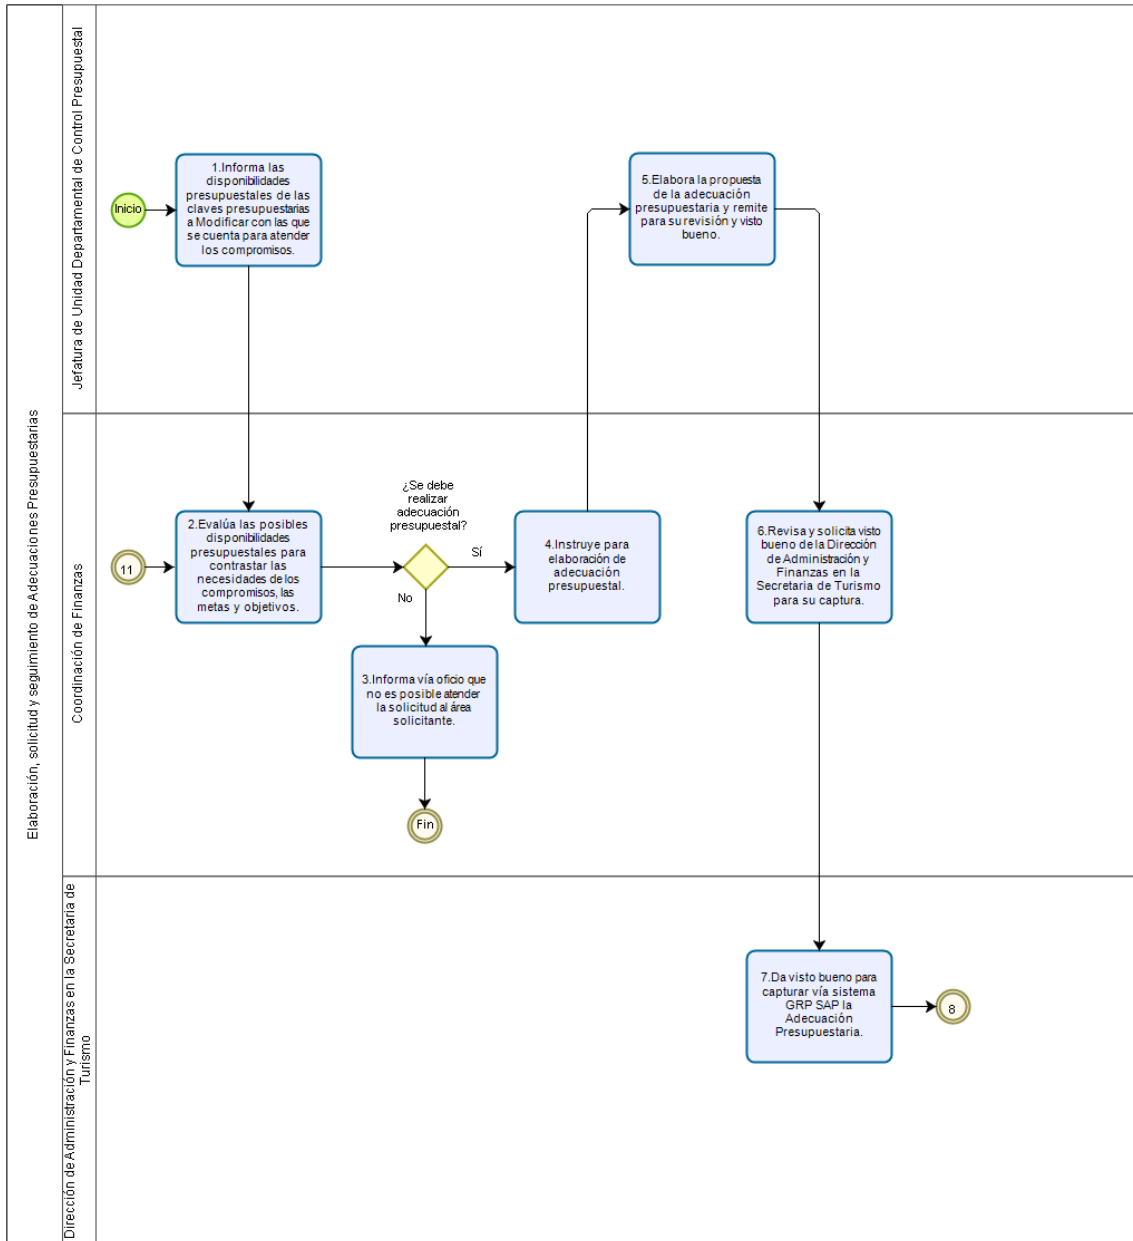 Elaboración, solicitud y seguimiento de Adecuaciones Presupuestarias
Jefatura de Unidad Departamental de Control Presupuestal
Inicio
1.Informa las
disponibilidades
presupuestales de las
claves presupuestarias
a Modificar con las que
se cuenta para atender
los compromisos.
5.Elabora la propuesta
de la adecuación
presupuestaria y remite
para su revisión y visto
bueno.
Coordinación de Finanzas
11
2.Evalúa las posibles
disponibilidades
presupuestales para
contrastar las
necesidades de los
compromisos, las
metas y objetivos.
¿Se debe
realizar
adecuación
presupuestal?
Sí
No
3.Informa vía oficio que
no es posible atender
la solicitud al área
solicitante.
Fin
4.Instruye para
elaboración de
adecuación
presupuestal.
6.Revisa y solicita visto
bueno de la Dirección
de Administración y
Finanzas en la
Secretaria de Turismo
para su captura.
Dirección de Administración y Finanzas en la Secretaria de
Turismo
7.Da visto bueno para
capturar vía sistema
GRP SAP la
Adecuación
Presupuestaria.
8